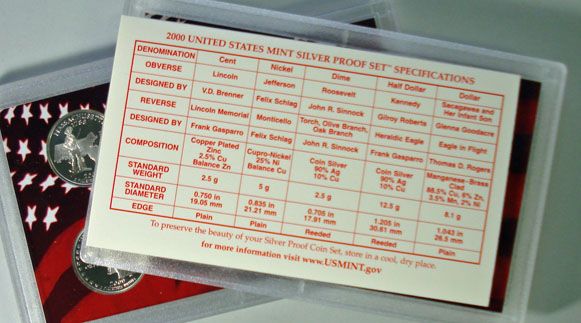 2000 UNITED STATES MINT SILVER PROOF SET™ SPECIFICATIONS
DENOMINATION Cent Nickel Dime Half Dollar Dollar
OBVERSE Lincoln Jefferson Roosevelt Kennedy Sacagawea and Her Infant Son
DESIGNED BY V.D. Brenner Felix Schlag John R. Sinnock Gilroy Roberts Glenna Goodacre
REVERSE Lincoln Memorial Monticello Torch, Olive Branch, Oak Branch Heraldic Eagle Eagle in Flight
DESIGNED BY Frank Gasparro Felix Schlag John R. Sinnock Frank Gasparro Thomas D. Rogers
COMPOSITION Copper Plated Zinc 2.5% Cu Balance Zn Cupro-Nickel 25% Ni Balance Cu Coin Silver 90% Ag 10% Cu Coin Silver 90% Ag 10% Cu Manganese-Brass Clad 88.5% Cu, 6% Zn, 3.5% Mn, 2% Ni
STANDARD WEIGHT 2.5 g 5 g 2.5 g 12.5 g 8.1 g
STANDARD DIAMETER 0.750 in 19.05 mm 0.835 in 21.21 mm 0.705 in 17.91 mm 1.205 in 30.61 mm 1.043 in 26.5 mm
EDGE Plain Plain Reeded Reeded Plain
To preserve the beauty of your Silver Proof Coin Set, store in a cool, dry place.
for more information visit www.USMINT.gov
MASSACHUSETTS